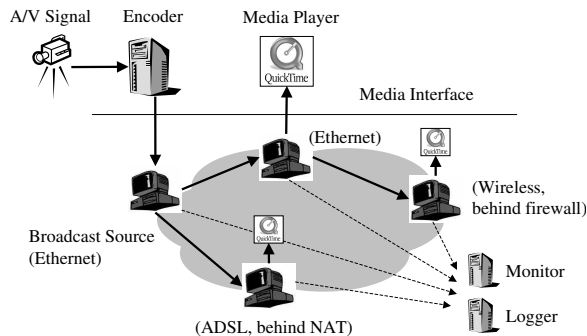 A/V Signal
Encoder
Media Player
QuickTime
Media Interface
(Ethernet)
QuickTime
(Wireless,
behind firewall)
Broadcast Source
(Ethernet)
QuickTime
(ADSL, behind NAT)
Monitor
Logger